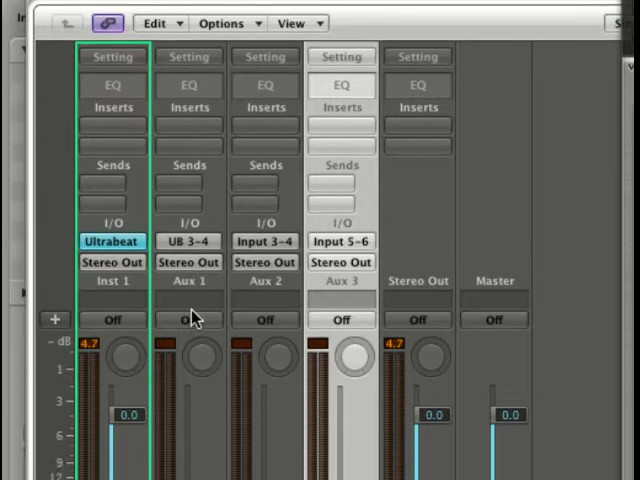 Edit Options View
Setting Setting Setting Setting Setting
EQ EQ EQ EQ EQ
Inserts Inserts Inserts Inserts Inserts
Sends Sends Sends Sends
I/O I/O I/O I/O
Ultrabeat UB 3-4 Input 3-4 Input 5-6
Stereo Out Stereo Out Stereo Out Stereo Out
Inst 1 Aux 1 Aux 2 Aux 3 Stereo Out Master
+ Off Off Off Off Off
- dB 4.7 4.7
1
3 0.0 0.0 0.0
6
9
12